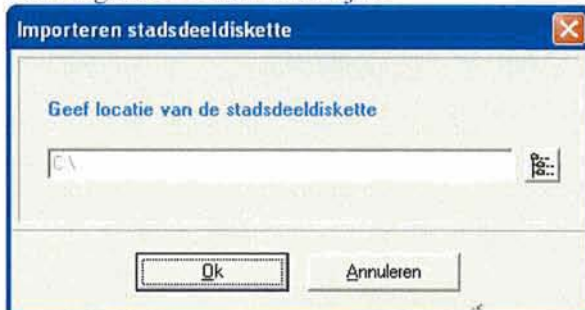 Importeren stadsdeeldiskette
Geef locatie van de stadsdeeldiskette
C:\
Ok
Annuleren